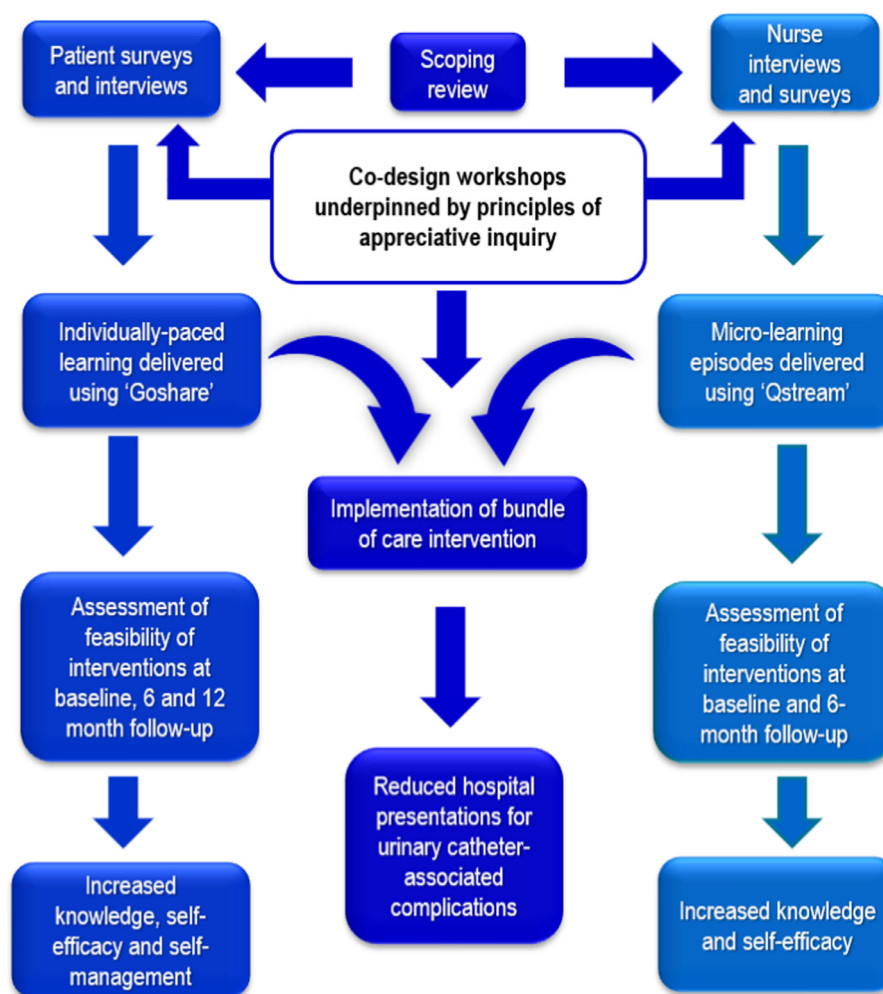 Patient surveys
and interviews
Scoping
review
Nurse
interviews
and surveys
Co-design workshops
underpinned by principles of
appreciative inquiry
Individually-paced
learning delivered
using ‘Goshare’
Micro-learning
episodes delivered
using ‘Qstream’
Implementation of bundle
of care intervention
Assessment of
feasibility of
interventions at
baseline, 6 and 12
month follow-up
Assessment of
feasibility of
interventions at
baseline and 6-
month follow-up
Reduced hospital
presentations for
urinary catheter-
associated
complications
Increased
knowledge, self-
efficacy and self-
management
Increased knowledge
and self-efficacy